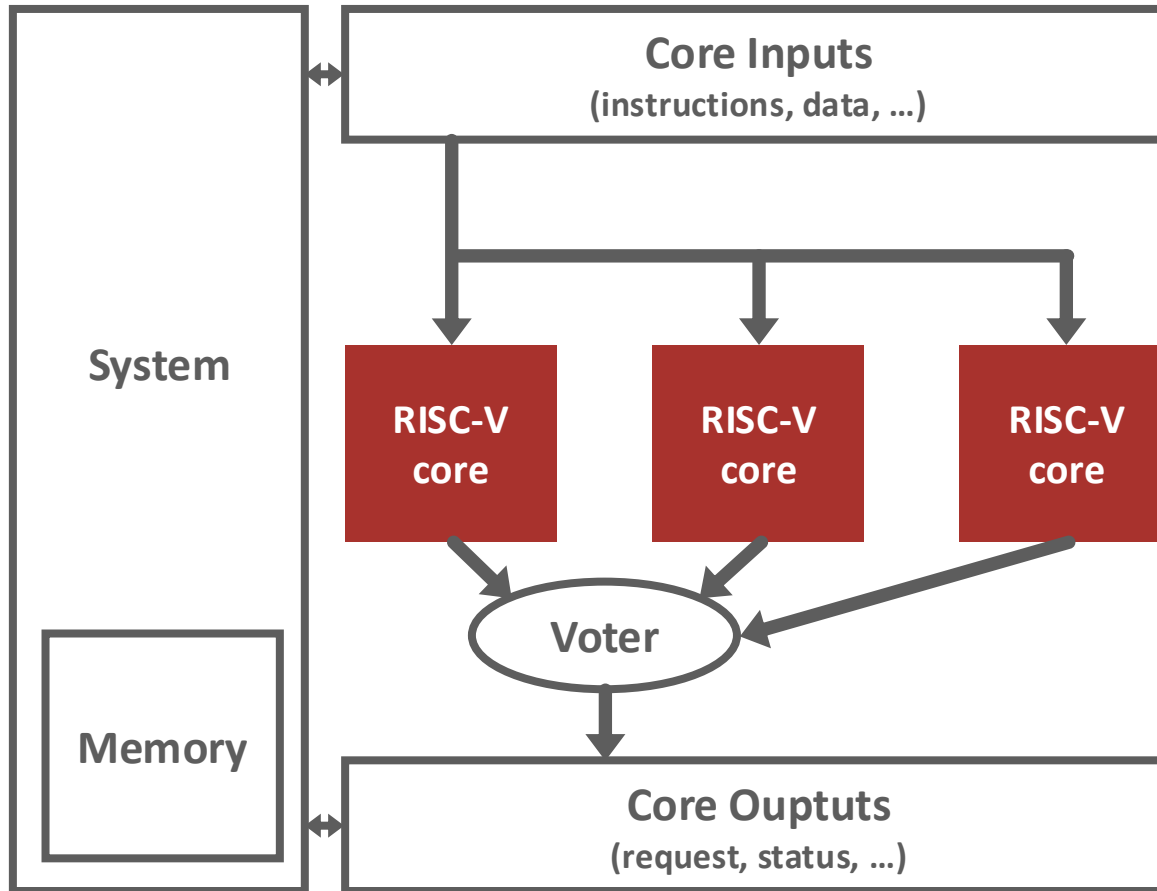 Core Inputs
(instructions, data, ...)
System
RISC-V
core
RISC-V
core
RISC-V
core
Voter
Memory
Core Ouptuts
(request, status, ...)